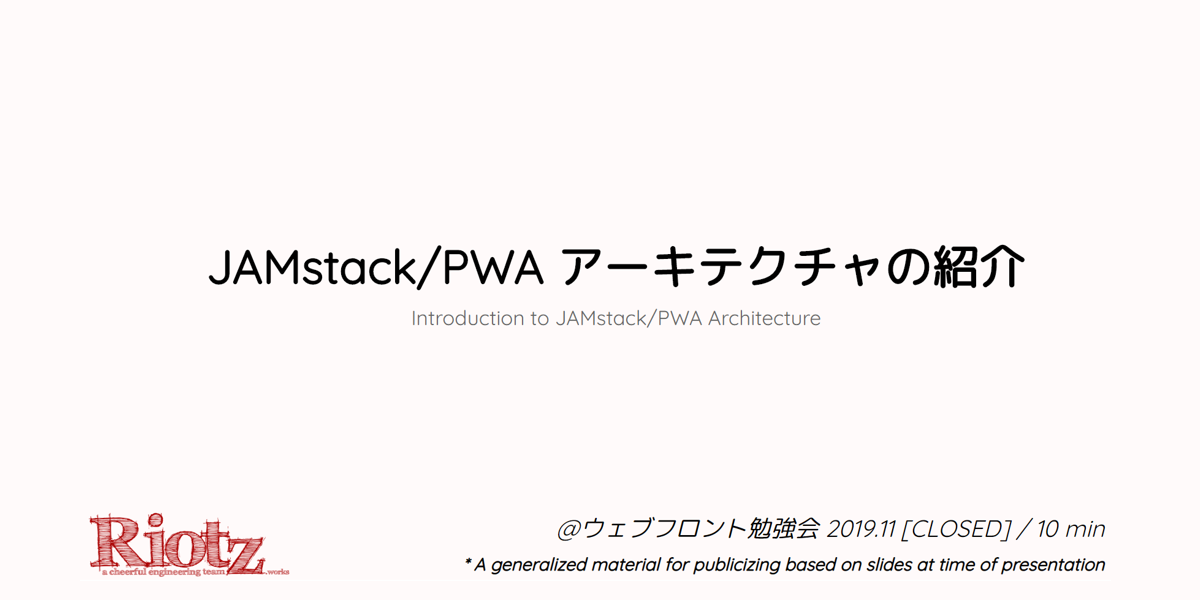 JAMstack/PWA アーキテクチャの紹介
Introduction to JAMstack/PWA Architecture
@ウェブフロント勉強会 2019.11 [CLOSED] / 10 min
* A generalized material for publicizing based on slides at time of presentation
Riotz
a cheerful engineering team .works